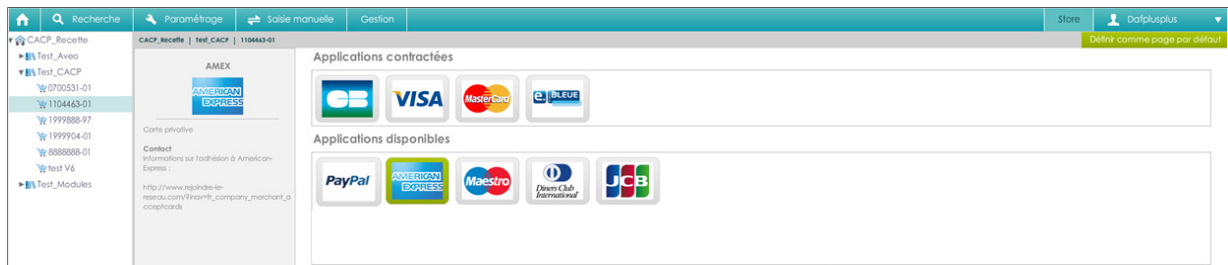 Recherche Paramétrage Saisie manuelle Gestion Store Dafplusplus
CACP_Recette
CACP_Recette | Test_CACP | 1104463-01
Définir comme page par défaut
Test_Aveo
Test_CACP
0700531-01
1104463-01
1999888-97
1999904-01
8888888-01
test V6
Test_Modules
AMEX
AMERICAN
EXPRESS
Carte privative
Contact
Informations sur l'adhésion à American-
Express :
http://www.rejoindre-le-
reseau.com/?inav=fr_company_merchant_a
cceptcards
Applications contractées
CB VISA MasterCard e. BLEUE
Applications disponibles
PayPal AMERICAN EXPRESS Maestro Diners Club International JCB